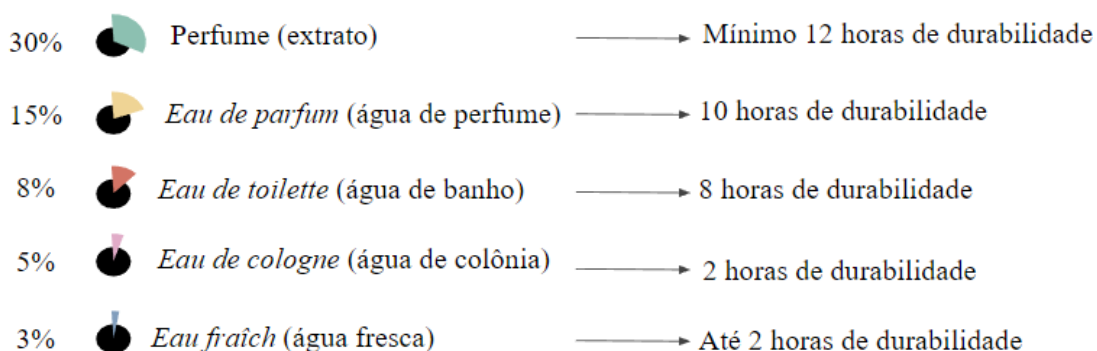 30% Perfume (extrato) Mínimo 12 horas de durabilidade
15% Eau de parfum (água de perfume) 10 horas de durabilidade
8% Eau de toilette (água de banho) 8 horas de durabilidade
5% Eau de cologne (água de colônia) 2 horas de durabilidade
3% Eau fraîch (água fresca) Até 2 horas de durabilidade